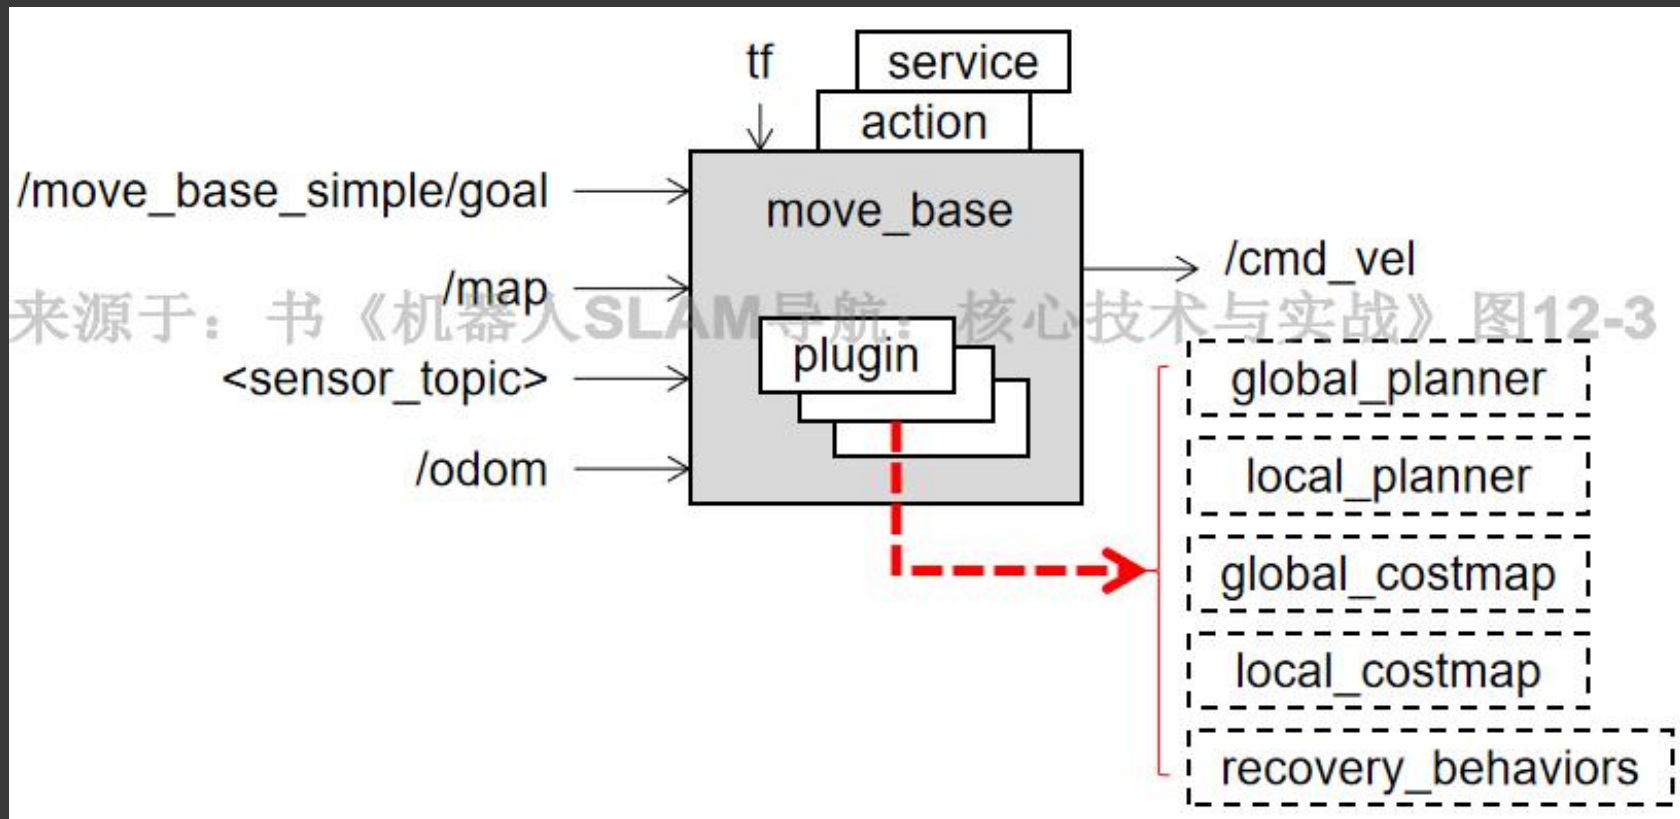 service
tf
action
/move_base_simple/goal
move_base
/cmd_vel
/map
来源于：书《机器人SLAM导航：核心技术与实战》图12-3
plugin
<sensor_topic>
/odom
global_planner
local_planner
global_costmap
local_costmap
recovery_behaviors